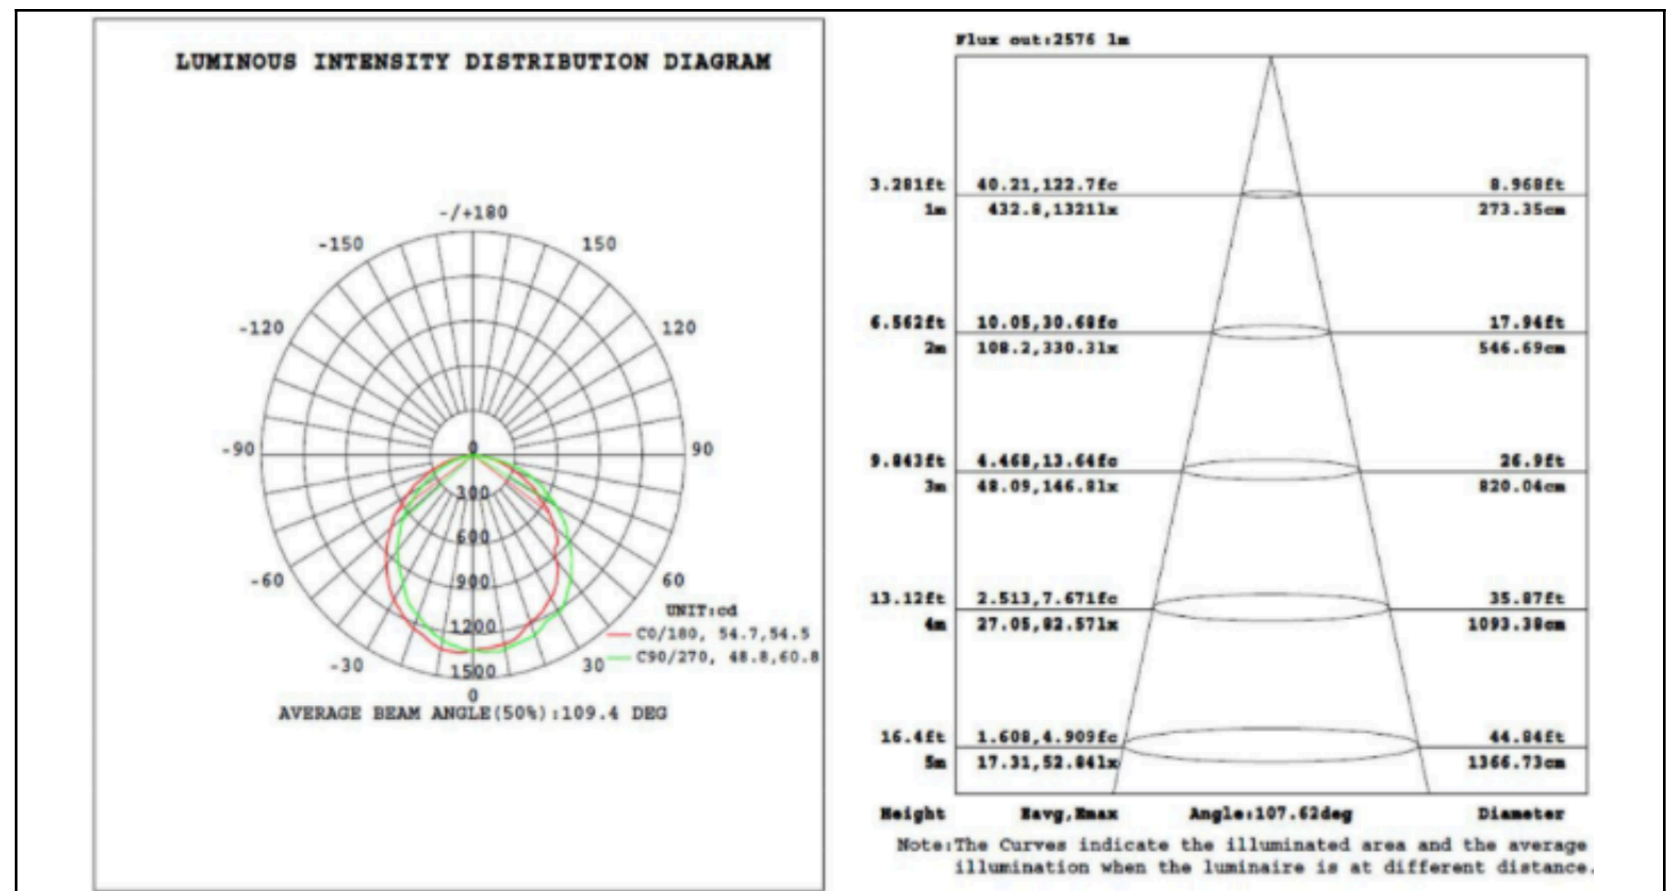 LUMINOUS INTENSITY DISTRIBUTION DIAGRAM
-/+180
-150
150
-120
120
-90
0
90
300
600
-60
900
60
UNIT:cd
1200
C0/180, 54.7,54.5
C90/270, 48.8,60.8
-30
1500
30
0
AVERAGE BEAM ANGLE(50%):109.4 DEG
Flux out:2576 lm
3.281ft 40.21,122.7fc 8.968ft
1m 432.8,1321lx 273.35cm
6.562ft 10.05,30.68fc 17.94ft
2m 108.2,330.3lx 546.69cm
9.843ft 4.468,13.64fc 26.9ft
3m 48.09,146.8lx 820.04cm
13.12ft 2.513,7.671fc 35.87ft
4m 27.05,82.57lx 1093.38cm
16.4ft 1.608,4.909fc 44.84ft
5m 17.31,52.84lx 1366.73cm
Height Eavg,Emax Angle:107.62deg Diameter
Note:The Curves indicate the illuminated area and the average
illumination when the luminaire is at different distance.